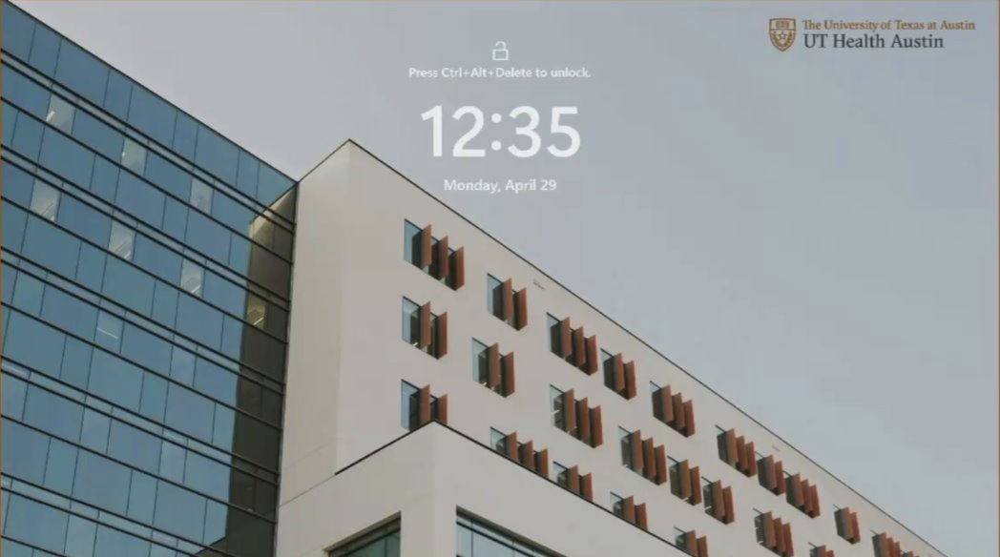 The University of Texas at Austin
UT Health Austin
Press Ctrl+Alt+Delete to unlock.
12:35
Monday, April 29